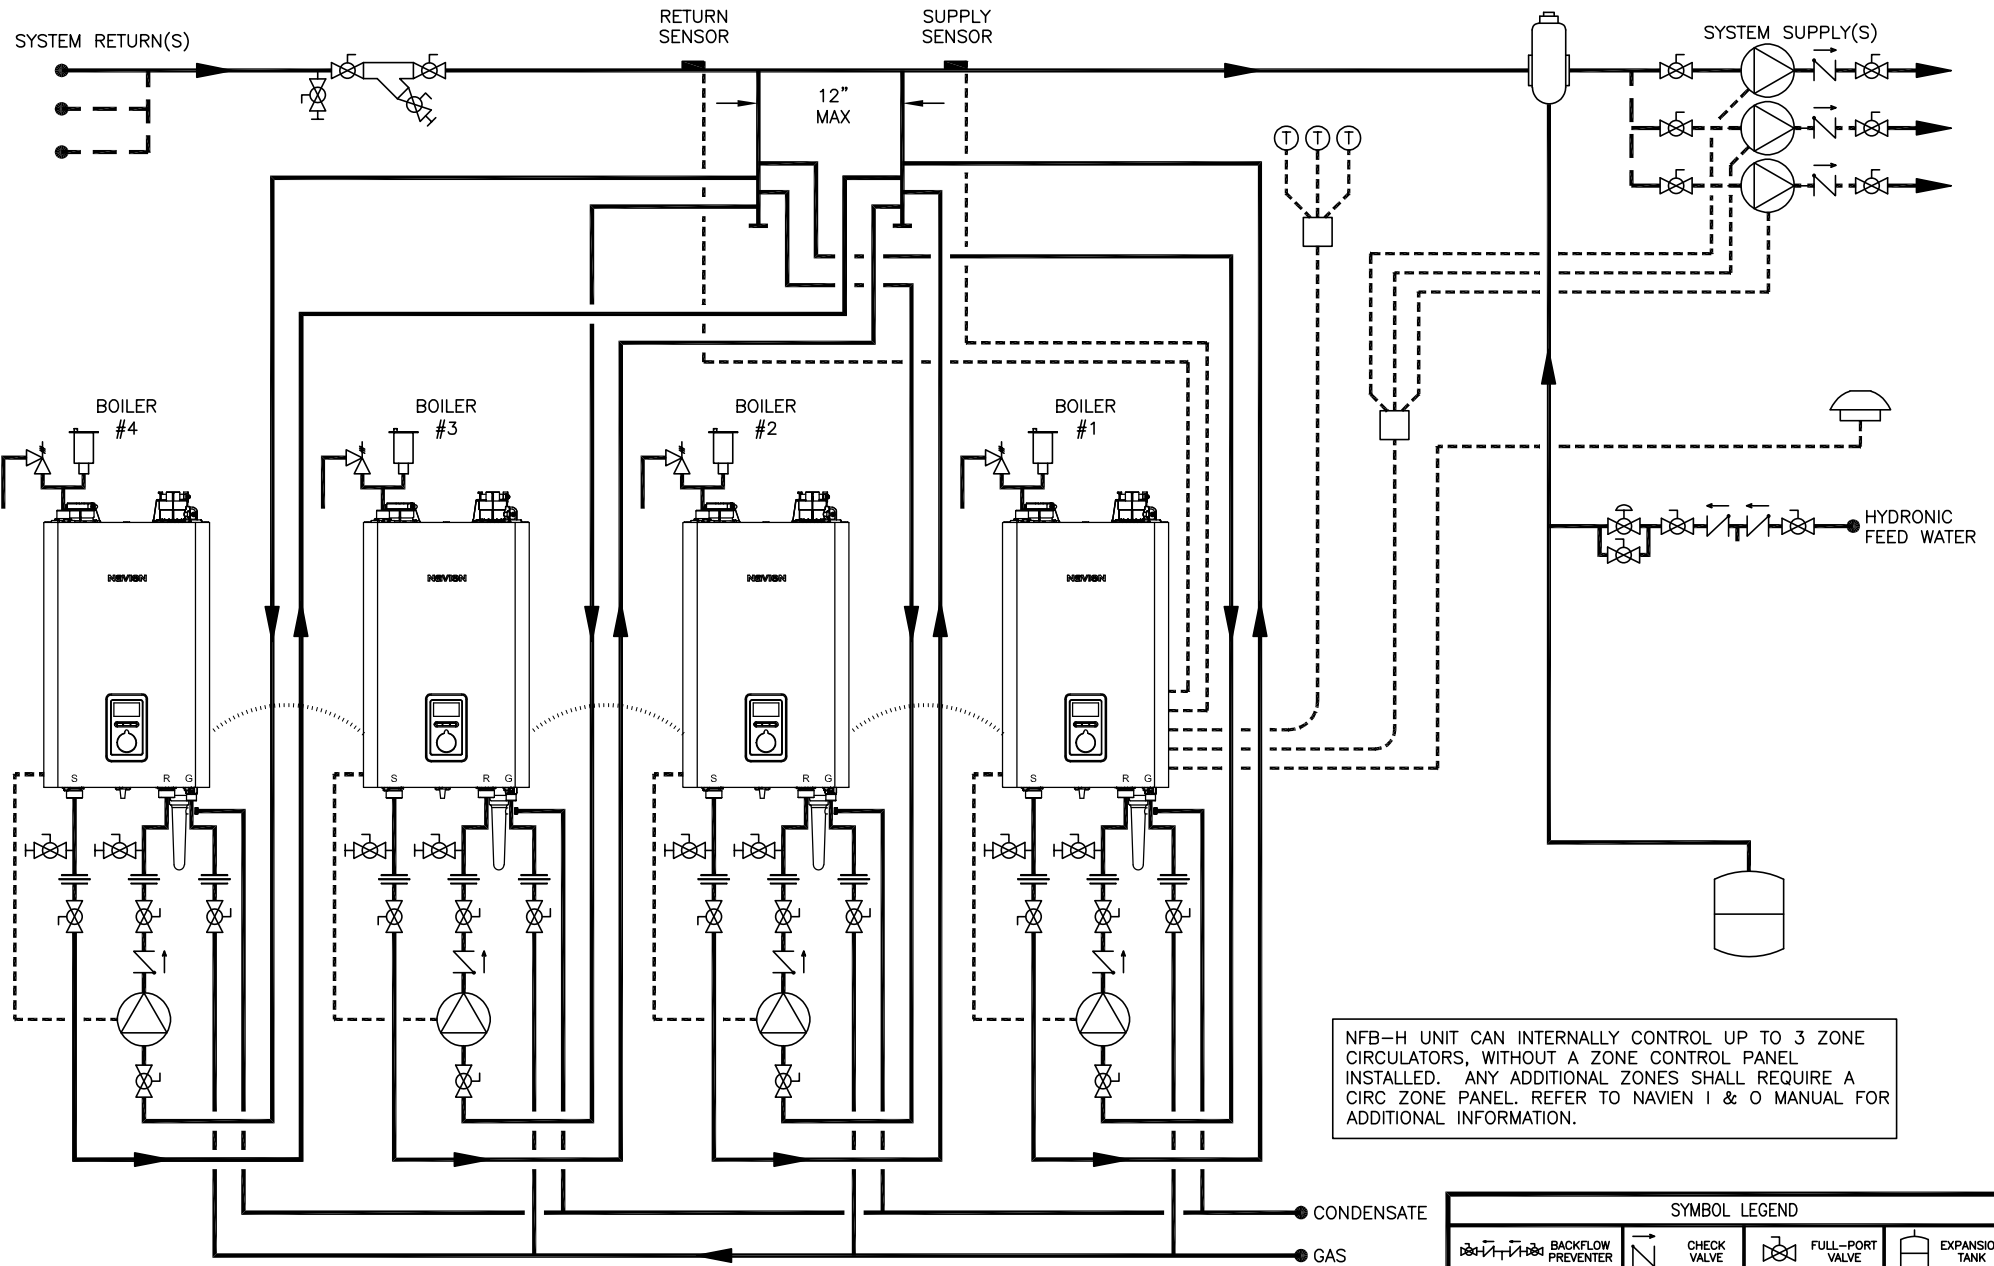 SYSTEM RETURN(S)
RETURN
SENSOR
SUPPLY
SENSOR
SYSTEM SUPPLY(S)
12"
MAX
T T T
BOILER
#4
BOILER
#3
BOILER
#2
BOILER
#1
NAVIEN
NAVIEN
NAVIEN
NAVIEN
HYDRONIC
FEED WATER
S R G
S R G
S R G
S R G
NFB-H UNIT CAN INTERNALLY CONTROL UP TO 3 ZONE
CIRCULATORS, WITHOUT A ZONE CONTROL PANEL
INSTALLED. ANY ADDITIONAL ZONES SHALL REQUIRE A
CIRC ZONE PANEL. REFER TO NAVIEN I & O MANUAL FOR
ADDITIONAL INFORMATION.
CONDENSATE
GAS
SYMBOL LEGEND
BACKFLOW
PREVENTER
CHECK
VALVE
FULL-PORT
VALVE
EXPANSIO
TANK